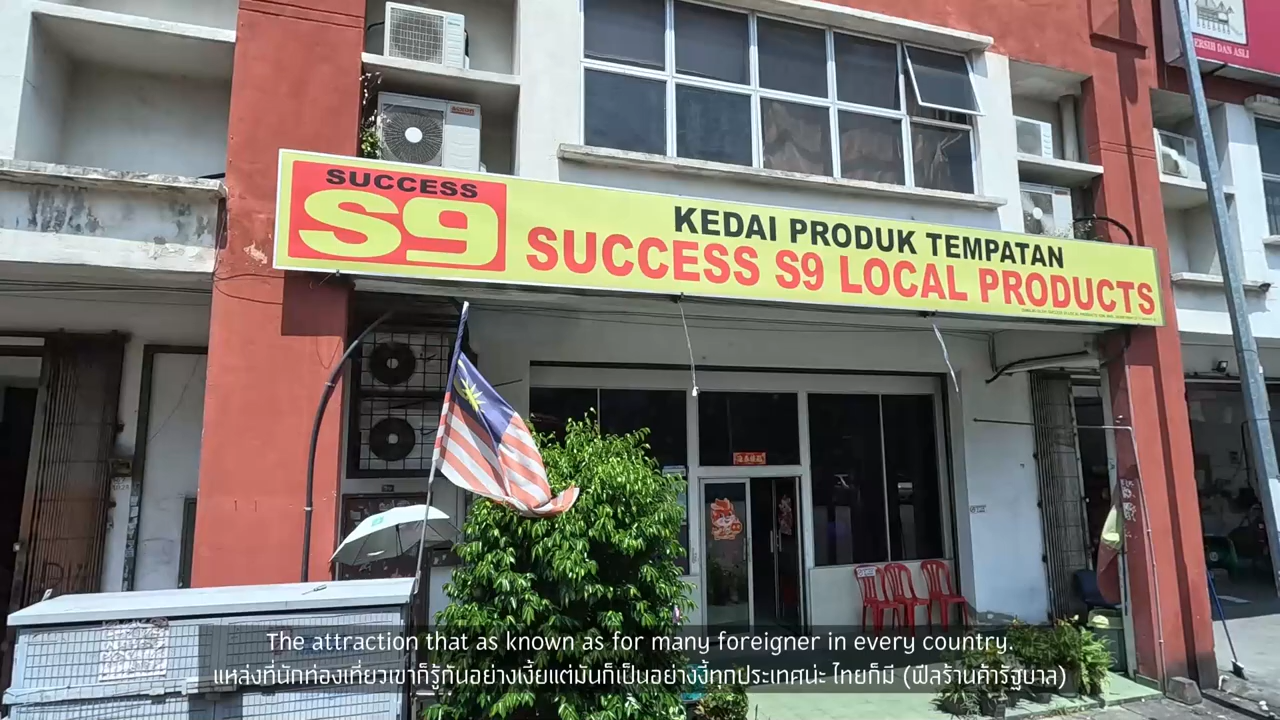 ERSIH DAN ASLI
SUCCESS
S9
KEDAI PRODUK TEMPATAN
SUCCESS S9 LOCAL PRODUCTS
The attraction that as known as for many foreigner in every country.
แหล่งที่นักท่องเที่ยวเขาก็รู้กันอย่างเงี้ยแต่มันก็เป็นอย่างงี้ทุกประเทศน่ะ ไทยก็มี (ฟีลร้านค้ารัฐบาล)